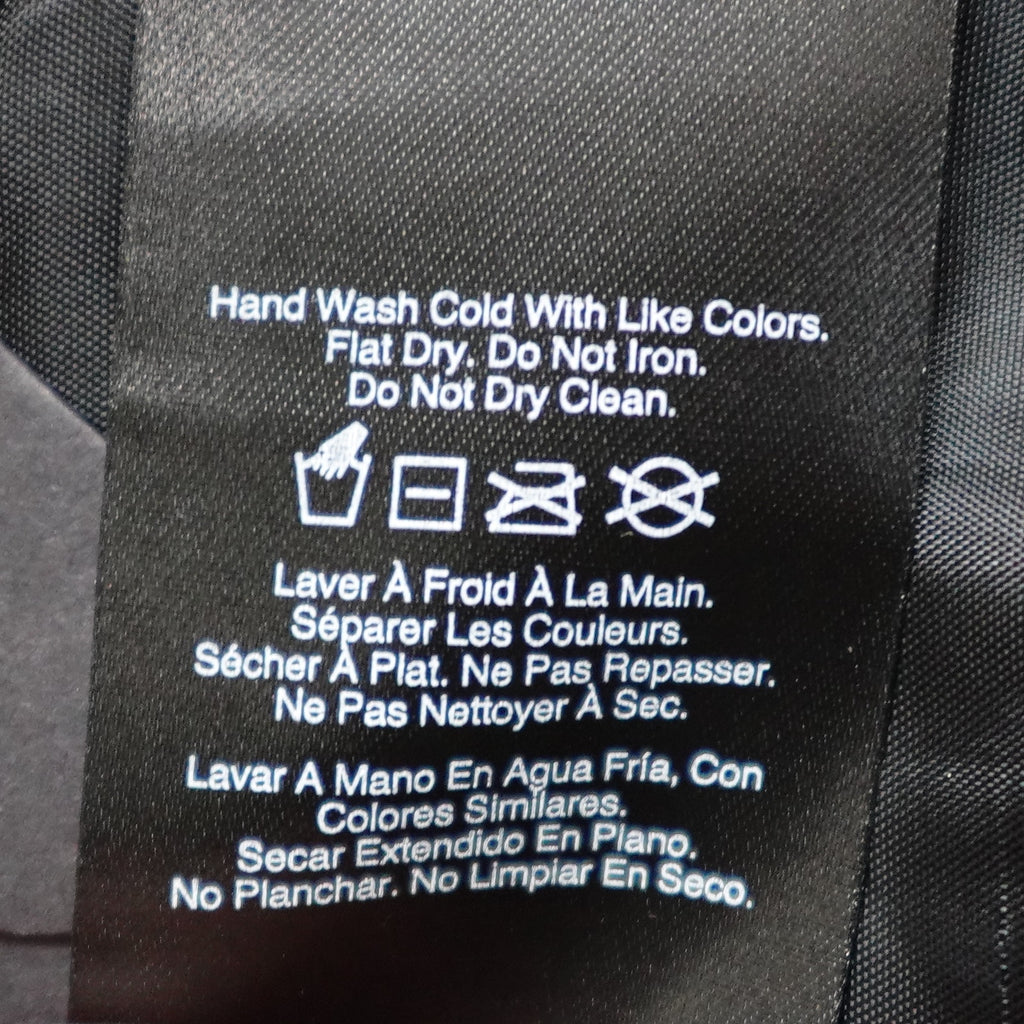 Hand Wash Cold With Like Colors.
Flat Dry. Do Not Iron.
Do Not Dry Clean.
Laver À Froid À La Main.
Séparer Les Couleurs.
Sécher À Plat. Ne Pas Repasser.
Ne Pas Nettoyer À Sec.
Lavar A Mano En Agua Fría, Con
Colores Similares.
Secar Extendido En Plano.
No Planchar. No Limpiar En Seco.